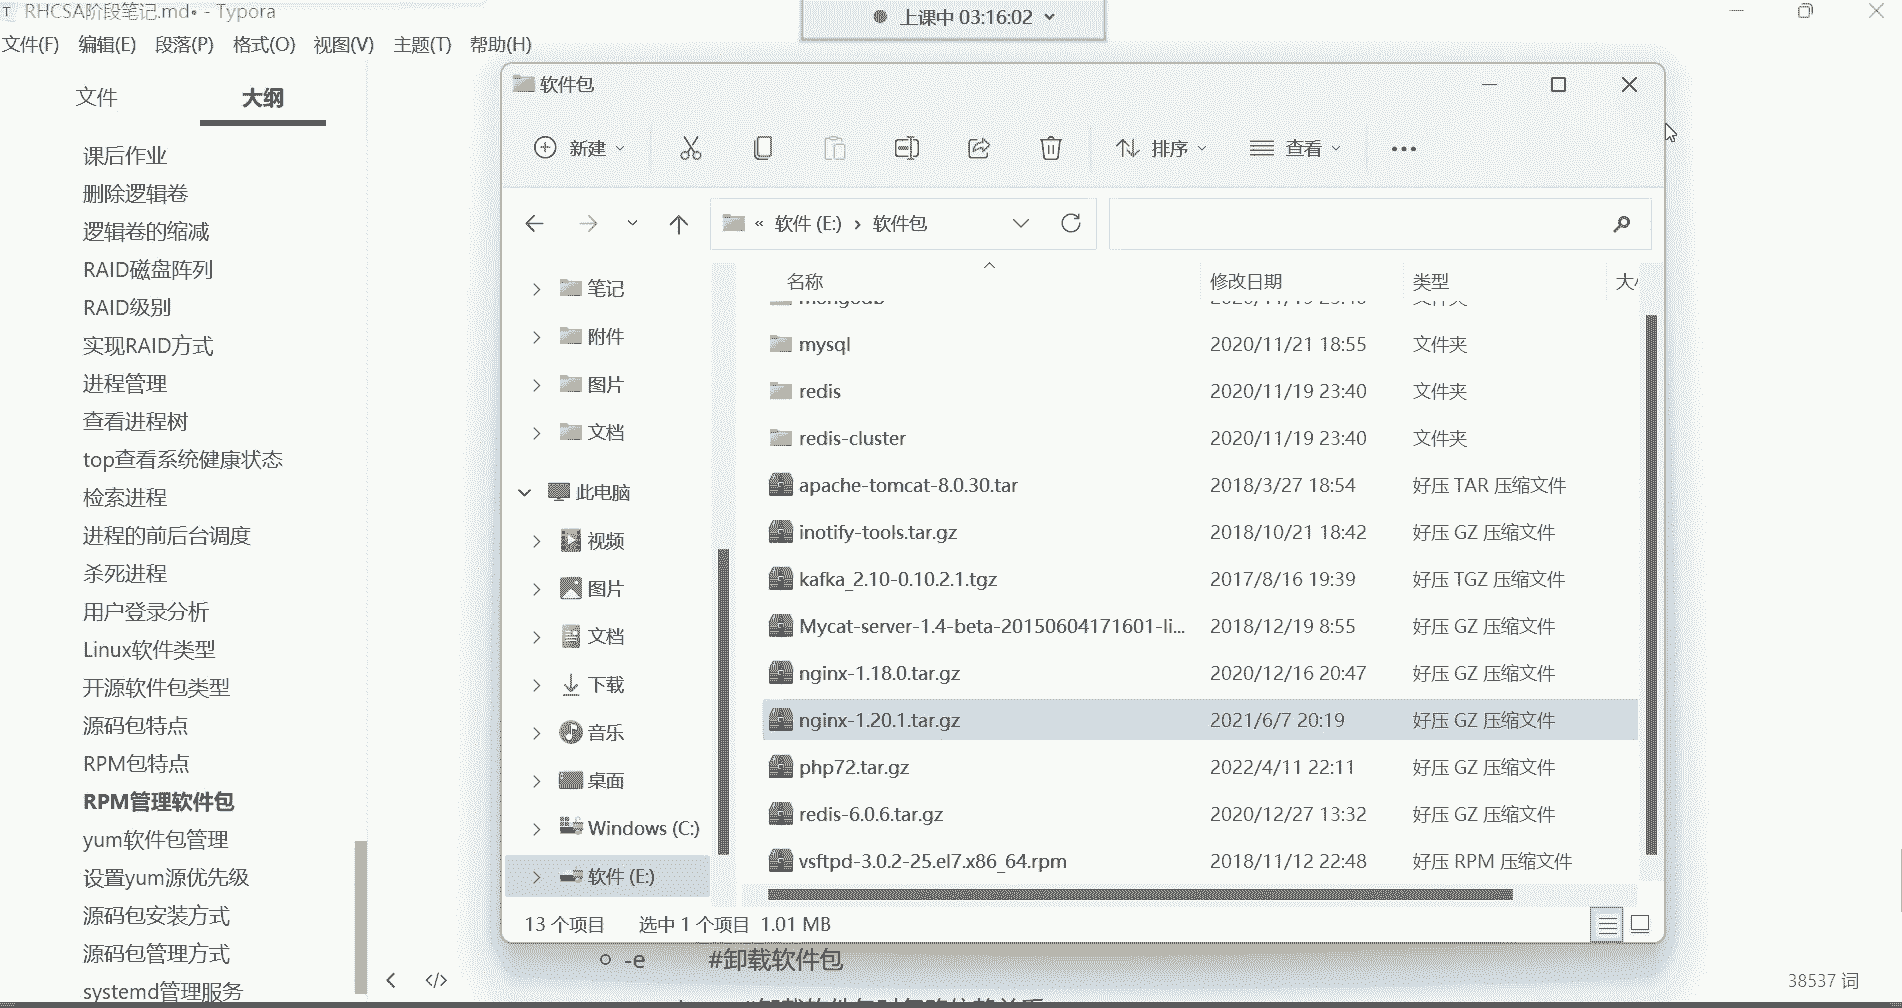 RHCSA阶段笔记.md• - Typora
上课中 03:16:02
文件(F) 编辑(E) 段落(P) 格式(O) 视图(V) 主题(T) 帮助(H)
文件 大纲
课后作业
删除逻辑卷
逻辑卷的缩减
RAID磁盘阵列
RAID级别
实现RAID方式
进程管理
查看进程树
top查看系统健康状态
检索进程
进程的前后台调度
杀死进程
用户登录分析
Linux软件类型
开源软件包类型
源码包特点
RPM包特点
RPM管理软件包
yum软件包管理
设置yum源优先级
源码包安装方式
源码包管理方式
systemd管理服务
软件包
新建 排序 查看
« 软件 (E:) › 软件包
笔记
附件
图片
文档
此电脑
视频
图片
文档
下载
音乐
桌面
Windows (C:)
软件 (E:)
名称 修改日期 类型
mongodb 2020/11/19 23:40 文件夹
mysql 2020/11/21 18:55 文件夹
redis 2020/11/19 23:40 文件夹
redis-cluster 2020/11/19 23:40 文件夹
apache-tomcat-8.0.30.tar 2018/3/27 18:54 好压 TAR 压缩文件
inotify-tools.tar.gz 2018/10/21 18:42 好压 GZ 压缩文件
kafka_2.10-0.10.2.1.tgz 2017/8/16 19:39 好压 TGZ 压缩文件
Mycat-server-1.4-beta-20150604171601-li... 2018/12/19 8:55 好压 GZ 压缩文件
nginx-1.18.0.tar.gz 2020/12/16 20:47 好压 GZ 压缩文件
nginx-1.20.1.tar.gz 2021/6/7 20:19 好压 GZ 压缩文件
php72.tar.gz 2022/4/11 22:11 好压 GZ 压缩文件
redis-6.0.6.tar.gz 2020/12/27 13:32 好压 GZ 压缩文件
vsftpd-3.0.2-25.el7.x86_64.rpm 2018/11/12 22:48 好压 RPM 压缩文件
13 个项目 选中 1 个项目 1.01 MB
-e #卸载软件包
38537 词